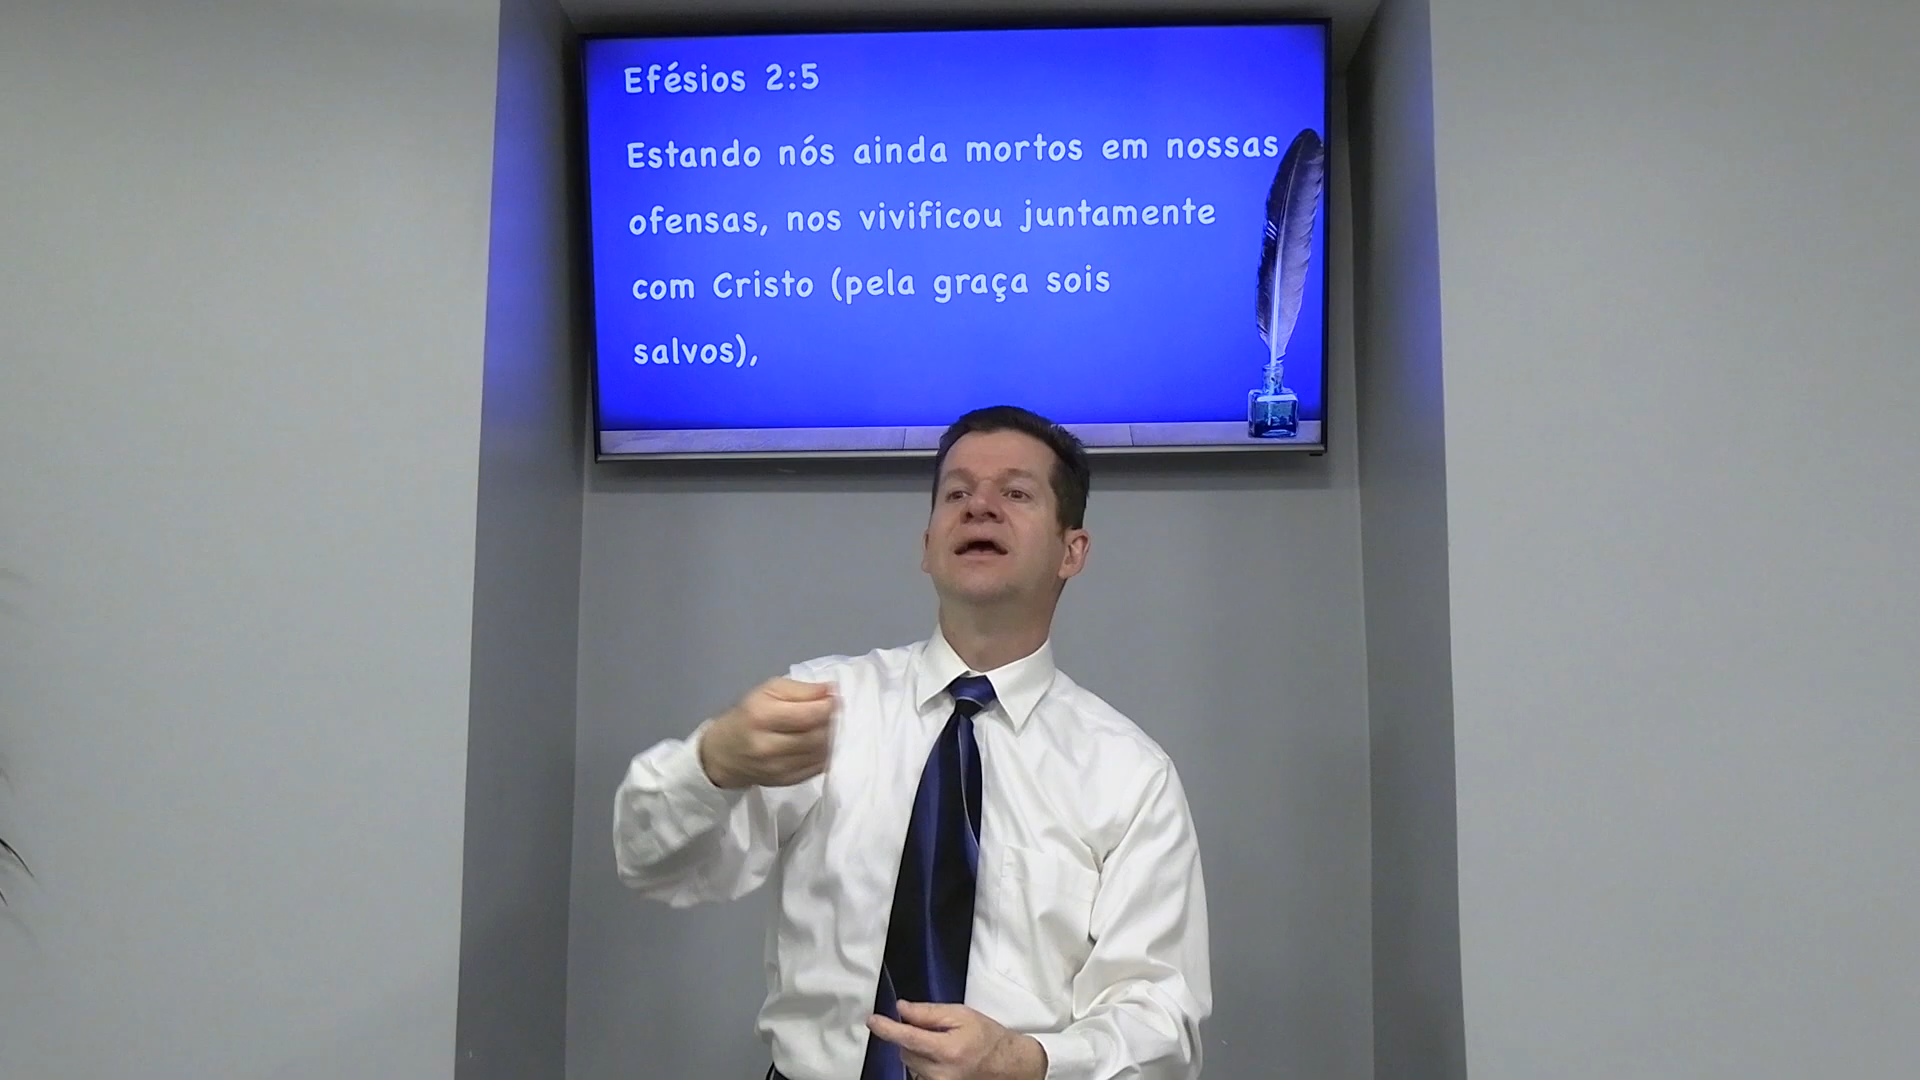 Efésios 2:5
Estando nós ainda mortos em nossas
ofensas, nos vivificou juntamente
com Cristo (pela graça sois
salvos),